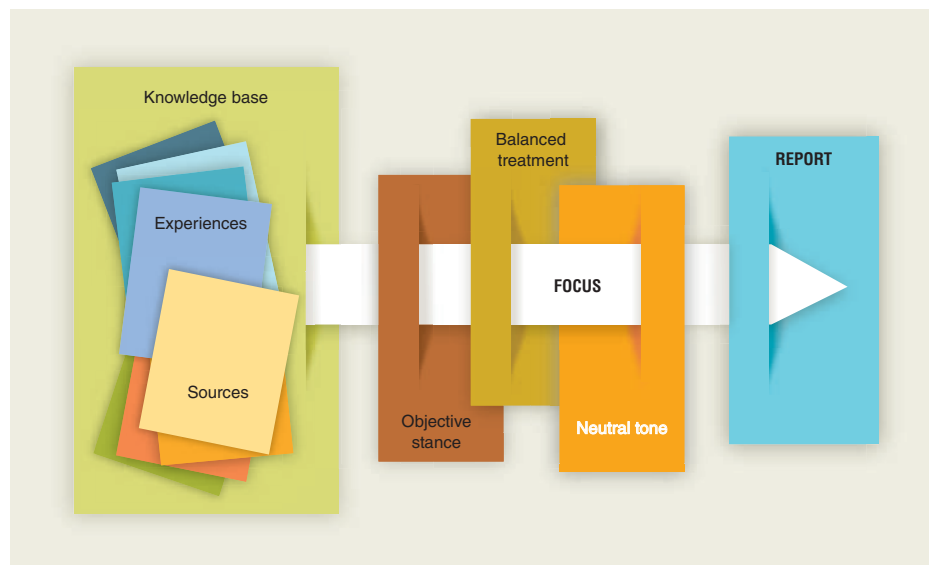 Knowledge base
Experiences
Sources
Objective
stance
Balanced
treatment
FOCUS
Neutral tone
REPORT